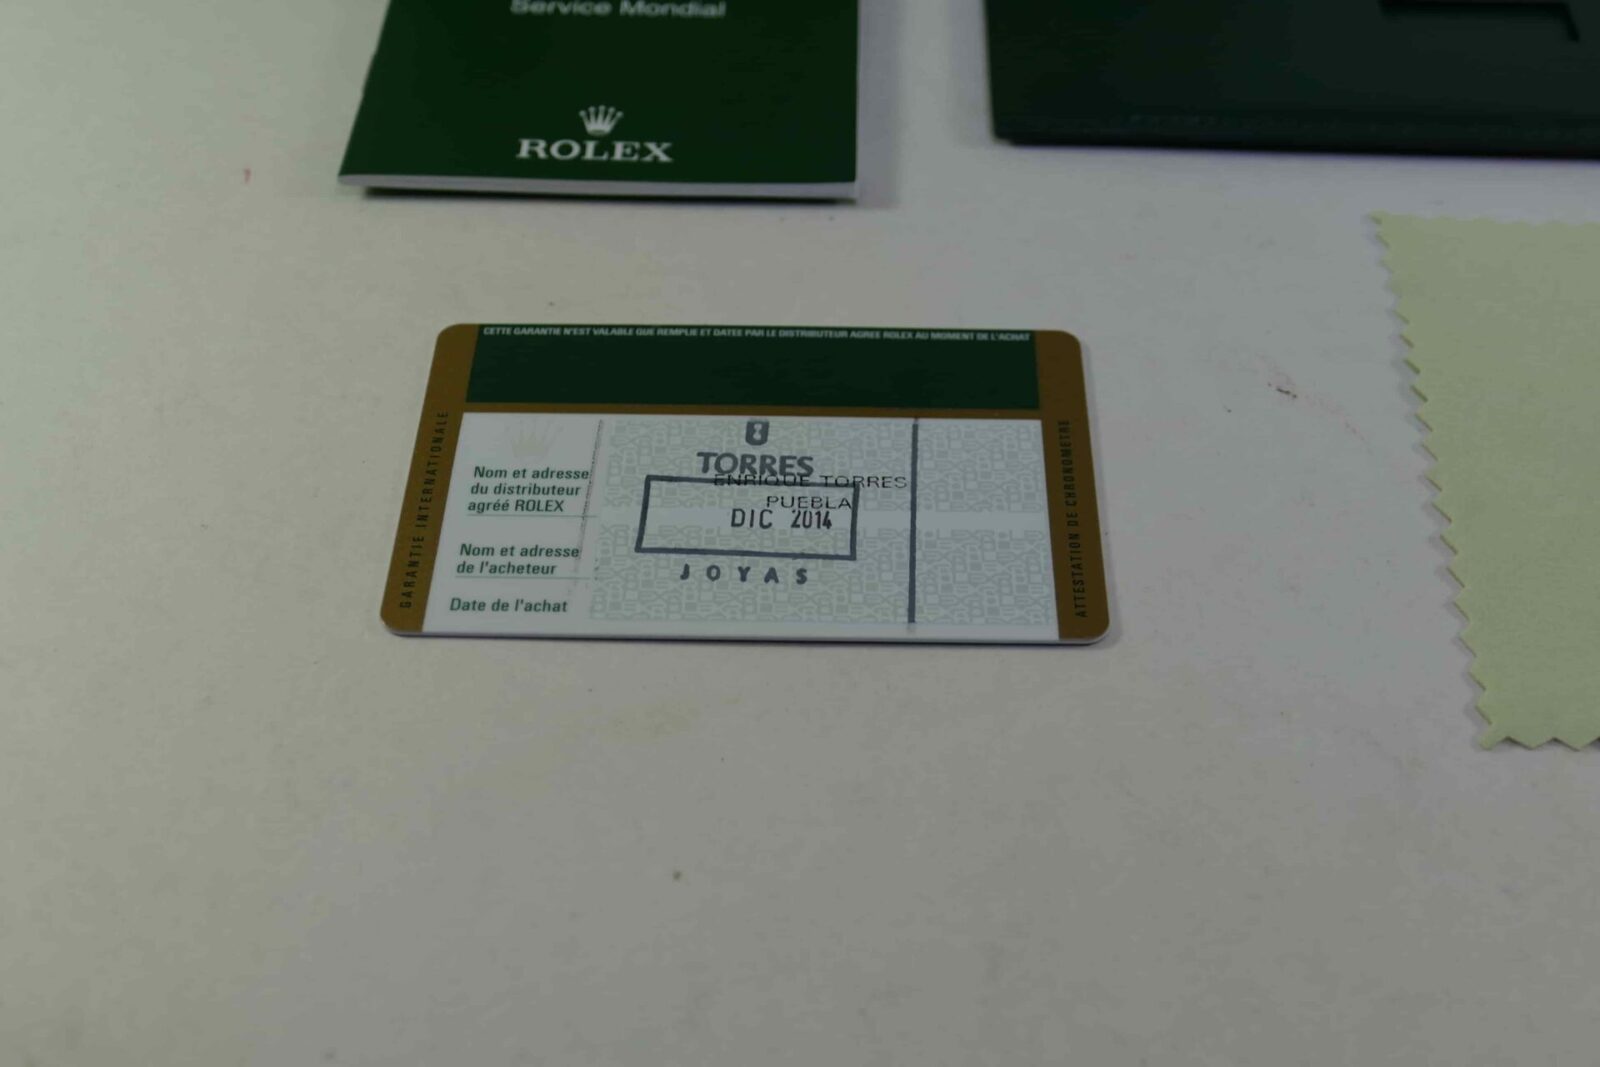 Service Mondial
ROLEX
CETTE GARANTIE N'EST VALABLE QUE REMPLIE ET DATEE PAR LE DISTRIBUTEUR AGREE ROLEX AU MOMENT DE L'ACHAT
GARANTIE INTERNATIONALE
Nom et adresse
du distributeur
agréé ROLEX
Nom et adresse
de l'acheteur
Date de l'achat
TORRES
ENRIQUE TORRES
PUEBLA
DIC 2014
JOYAS
ATTESTATION DE CHRONOMETRE